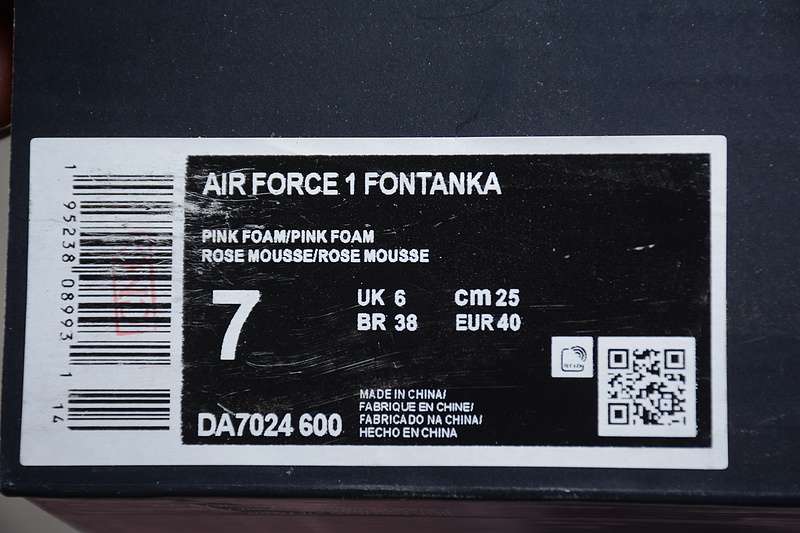 AIR FORCE 1 FONTANKA
PINK FOAM/PINK FOAM
ROSE MOUSSE/ROSE MOUSSE
7
UK 6 cm 25
BR 38 EUR 40
DA7024 600
MADE IN CHINA/
FABRIQUE EN CHINE/
FABRICADO NA CHINA/
HECHO EN CHINA
1 95238 08993 1 14